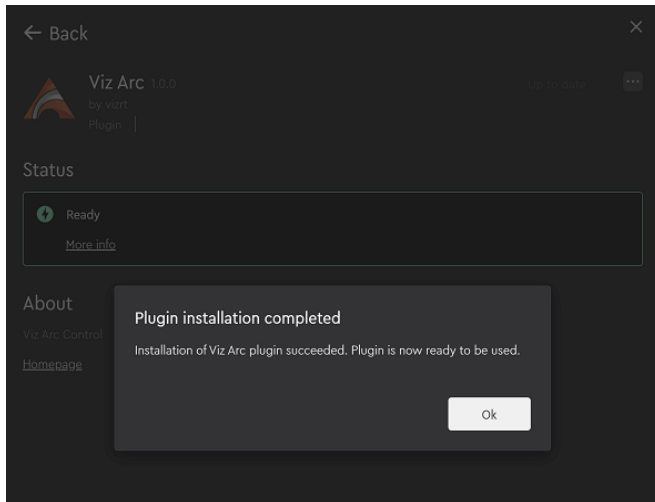 Back
Viz Arc 1.0.0
Up to date
by vizrt
Plugin
Status
Ready
More info
About
Viz Arc Control
Homepage
Plugin installation completed
Installation of Viz Arc plugin succeeded. Plugin is now ready to be used.
Ok